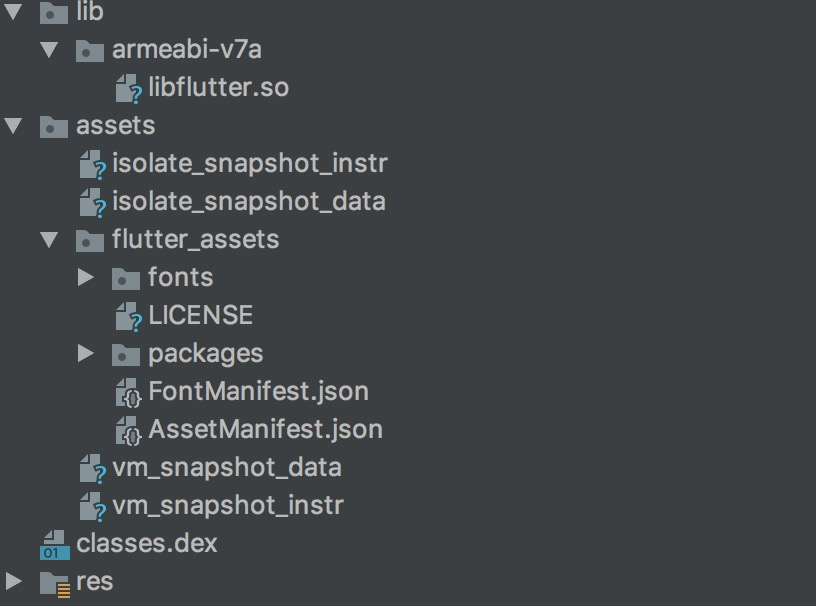 lib
armeabi-v7a
libflutter.so
assets
isolate_snapshot_instr
isolate_snapshot_data
flutter_assets
fonts
LICENSE
packages
FontManifest.json
AssetManifest.json
vm_snapshot_data
vm_snapshot_instr
classes.dex
res